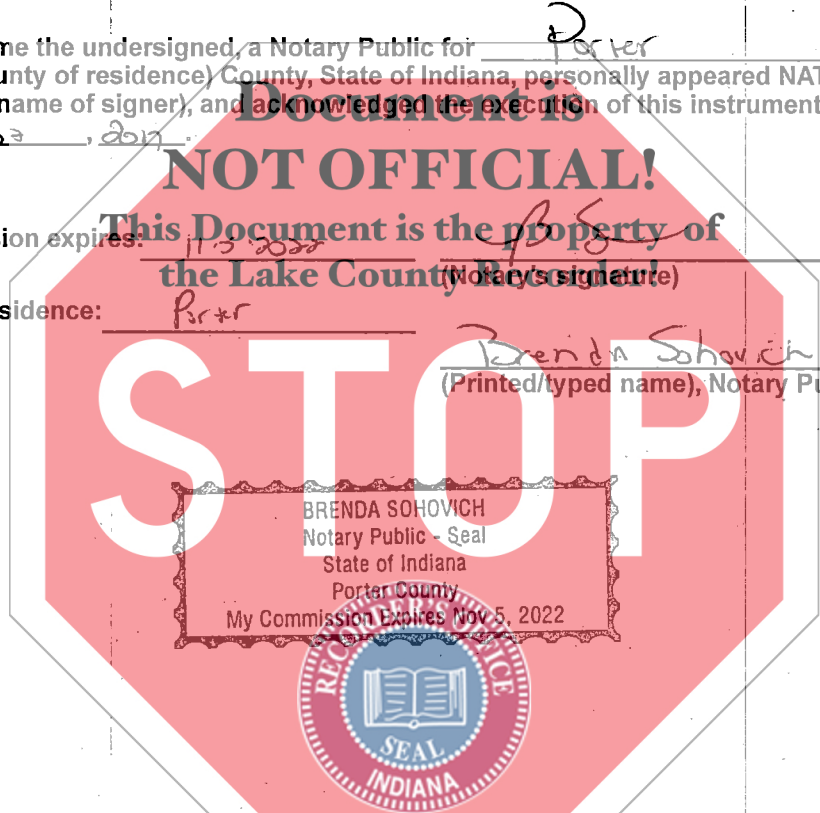 me the undersigned, a Notary Public for Porter
unty of residence) County, State of Indiana, personally appeared NAT
name of signer), and acknowledged the execution of this instrument
Document is
NOT OFFICIAL!
This Document is the property of
the Lake County Recorder!
sion expires: 11-5-2022
(Notary's signature)
sidence: Porter
Brenda Sohovich
(Printed/typed name), Notary Pu
STOP
BRENDA SOHOVICH
Notary Public - Seal
State of Indiana
Porter County
My Commission Expires Nov 5, 2022
RECORDER'S OFFICE
SEAL
INDIANA